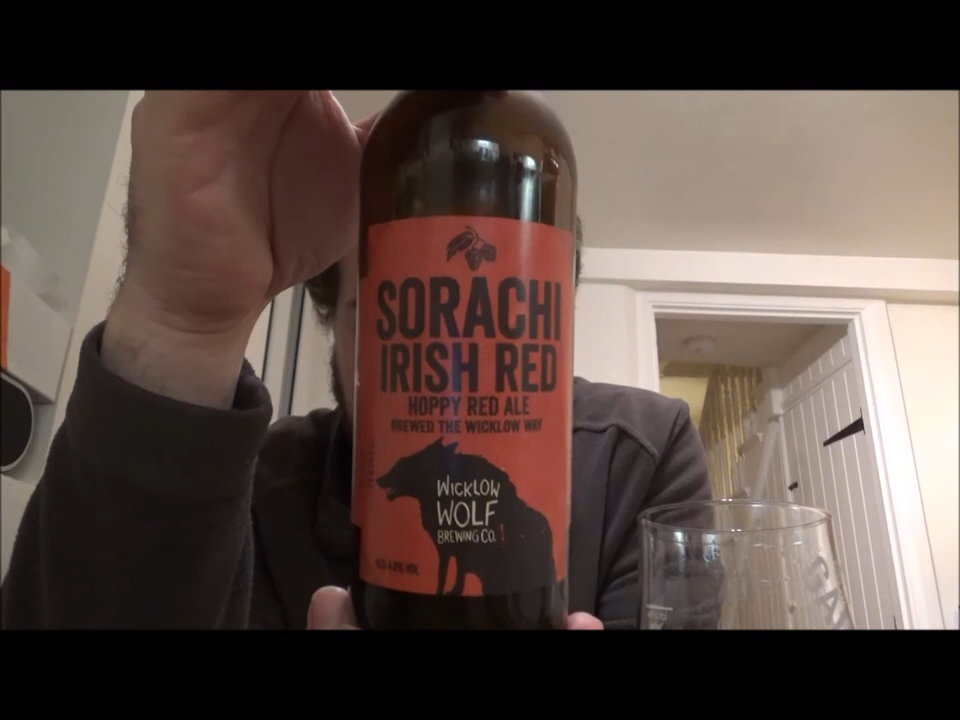 SORACHI
IRISH RED
HOPPY RED ALE
BREWED THE WICKLOW WAY
WICKLOW
WOLF
BREWING CO.